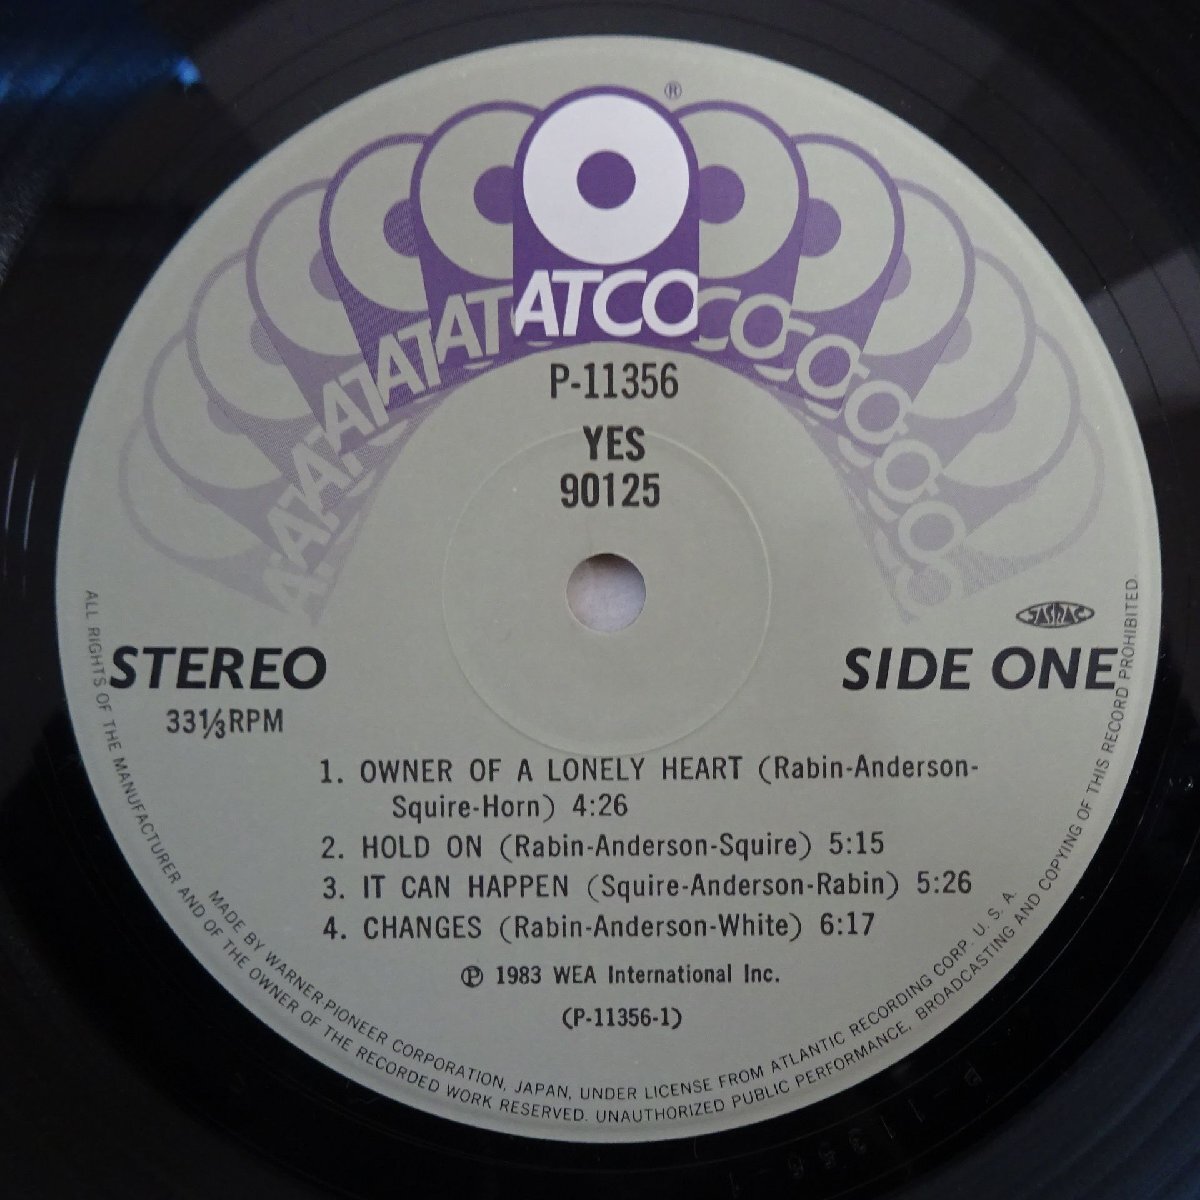 ®
ATCO
P-11356
YES
90125
JASRAC
STEREO
SIDE ONE
33⅓RPM
1. OWNER OF A LONELY HEART (Rabin-Anderson-
Squire-Horn) 4:26
2. HOLD ON (Rabin-Anderson-Squire) 5:15
3. IT CAN HAPPEN (Squire-Anderson-Rabin) 5:26
4. CHANGES (Rabin-Anderson-White) 6:17
℗ 1983 WEA International Inc.
(P-11356-1)
MADE BY WARNER-PIONEER CORPORATION, JAPAN, UNDER LICENSE FROM ATLANTIC RECORDING CORP. U. S. A.
ALL RIGHTS OF THE MANUFACTURER AND OF THE OWNER OF THE RECORDED WORK RESERVED. UNAUTHORIZED PUBLIC PERFORMANCE, BROADCASTING AND COPYING OF THIS RECORD PROHIBITED.